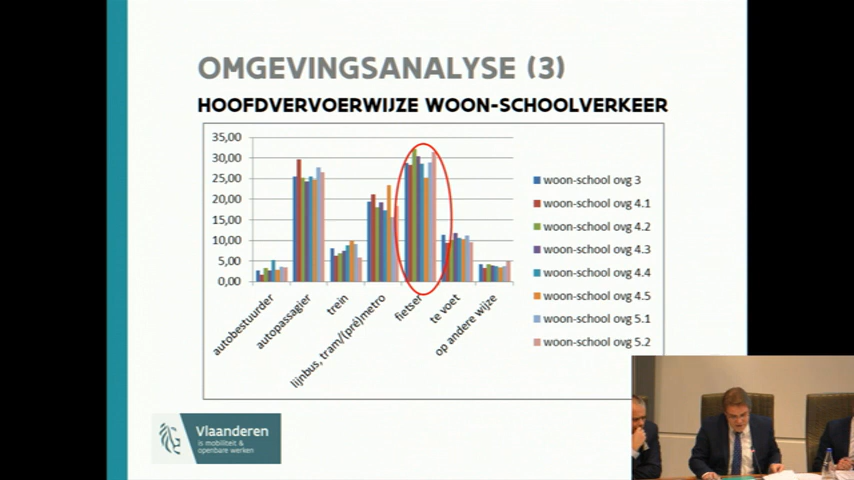 OMGEVINGSANALYSE (3)
HOOFDVERVOERWIJZE WOON-SCHOOLVERKEER
35,00
30,00
25,00
20,00
15,00
10,00
5,00
0,00
autobestuurder
autopassagier
trein
lijnbus, tram/(pré)metro
fietser
te voet
op andere wijze
woon-school ovg 3
woon-school ovg 4.1
woon-school ovg 4.2
woon-school ovg 4.3
woon-school ovg 4.4
woon-school ovg 4.5
woon-school ovg 5.1
woon-school ovg 5.2
Vlaanderen
is mobiliteit &
openbare werken